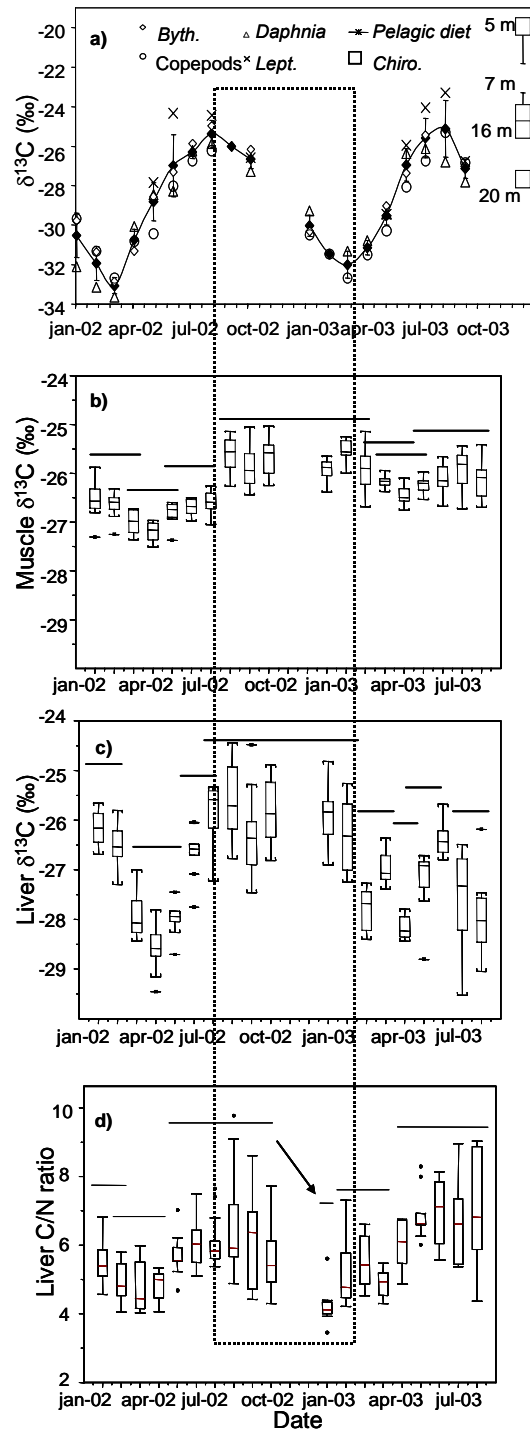 a)
Byth. Daphnia Pelagic diet
Copepods Lept. Chiro.
5 m
7 m
16 m
20 m
δ¹³C (‰)
-19
-20
-22
-24
-26
-28
-30
-32
-34
jan-02 apr-02 jul-02 oct-02 jan-03 apr-03 jul-03 oct-03
b)
Muscle δ¹³C (‰)
-24
-25
-26
-27
-28
-29
jan-02 apr-02 jul-02 oct-02 jan-03 apr-03 jul-03
c)
Liver δ¹³C (‰)
-24
-25
-26
-27
-28
-29
jan-02 apr-02 jul-02 oct-02 jan-03 apr-03 jul-03
d)
Liver C/N ratio
10
8
6
4
2
jan-02 apr-02 jul-02 oct-02 jan-03 apr-03 jul-03
Date